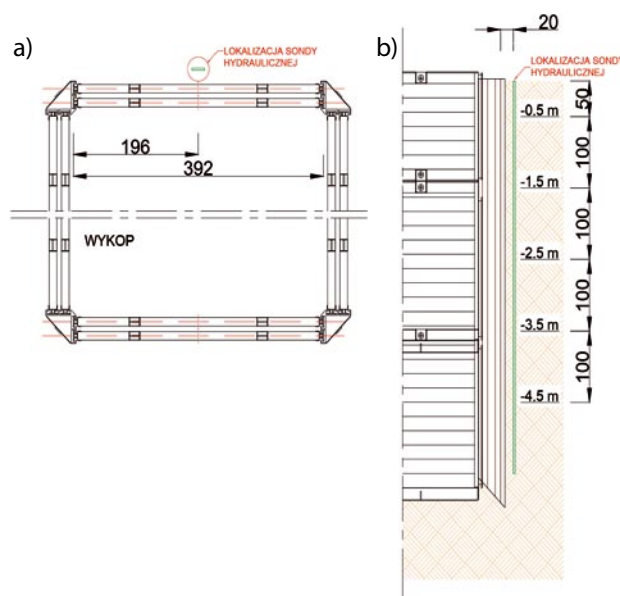 a)
LOKALIZACJA SONDY
HYDRAULICZNEJ
196
392
WYKOP
b)
20
LOKALIZACJA SONDY
HYDRAULICZNEJ
50
-0.5 m
100
-1.5 m
100
-2.5 m
100
-3.5 m
100
-4.5 m